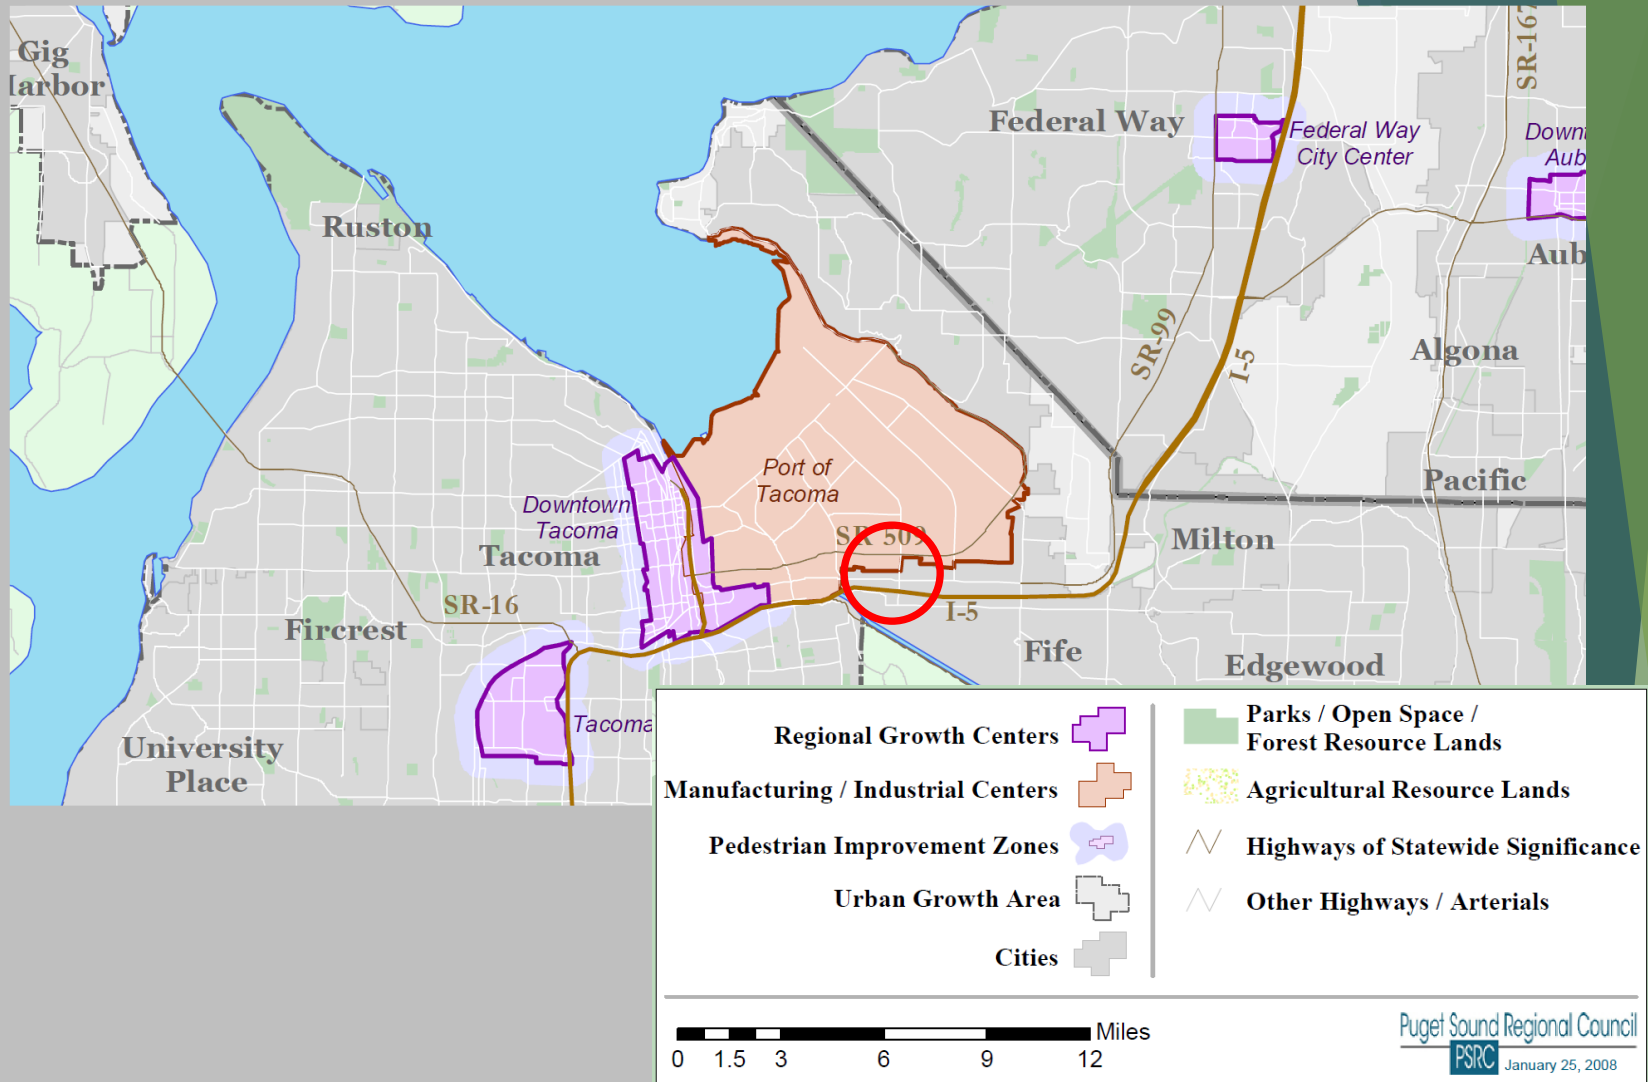 Gig
Harbor
SR-167
Federal Way
Federal Way
City Center
Ruston
Aub
SR-99
I-5
Algona
Port of
Tacoma
Pacific
Downtown
Tacoma
SR 509
Tacoma
Milton
SR-16
I-5
Fircrest
Fife
Edgewood
Tacoma
University
Place
Regional Growth Centers
Manufacturing / Industrial Centers
Pedestrian Improvement Zones
Urban Growth Area
Cities
Parks / Open Space /
Forest Resource Lands
Agricultural Resource Lands
Highways of Statewide Significance
Other Highways / Arterials
Miles
0 1.5 3 6 9 12
Puget Sound Regional Council
PSRC
January 25, 2008